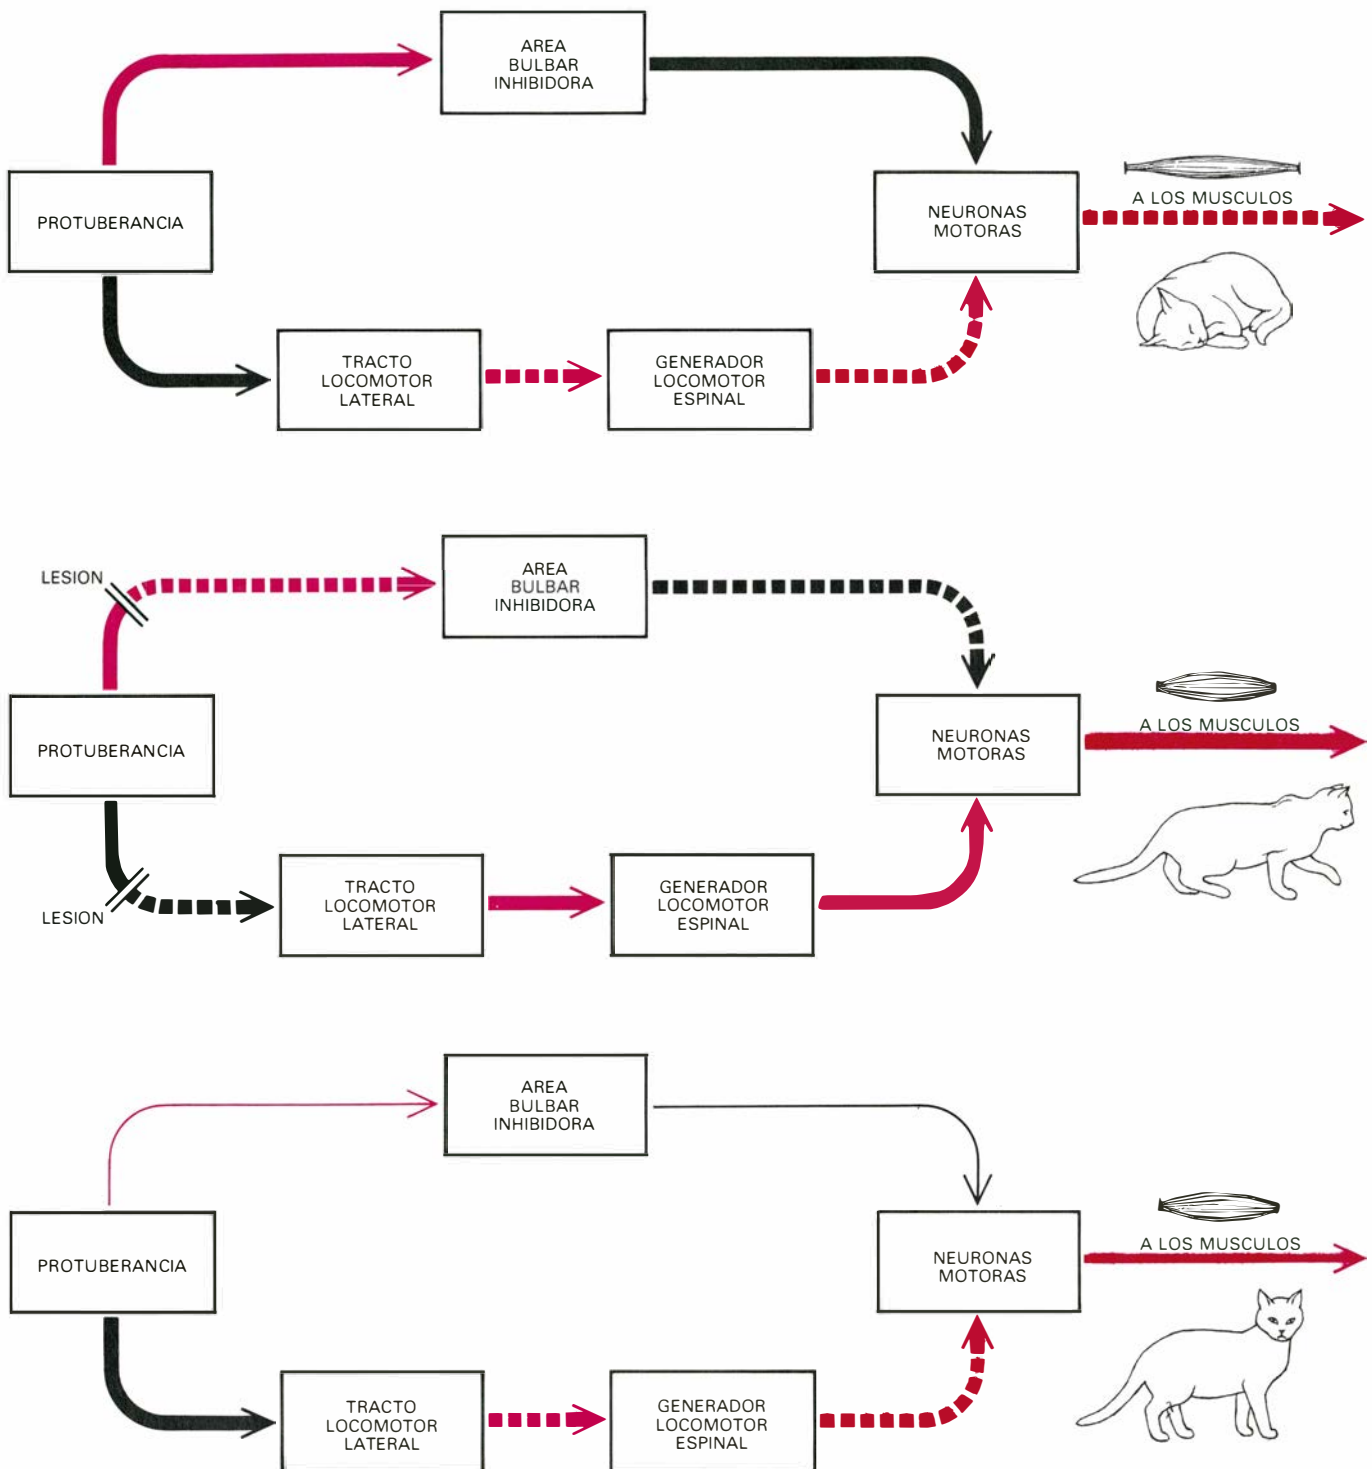 AREA
BULBAR
INHIBIDORA
PROTUBERANCIA
NEURONAS
MOTORAS
A LOS MUSCULOS
TRACTO
LOCOMOTOR
LATERAL
GENERADOR
LOCOMOTOR
ESPINAL
LESION
AREA
BULBAR
INHIBIDORA
PROTUBERANCIA
NEURONAS
MOTORAS
A LOS MUSCULOS
LESION
TRACTO
LOCOMOTOR
LATERAL
GENERADOR
LOCOMOTOR
ESPINAL
AREA
BULBAR
INHIBIDORA
PROTUBERANCIA
NEURONAS
MOTORAS
A LOS MUSCULOS
TRACTO
LOCOMOTOR
LATERAL
GENERADOR
LOCOMOTOR
ESPINAL